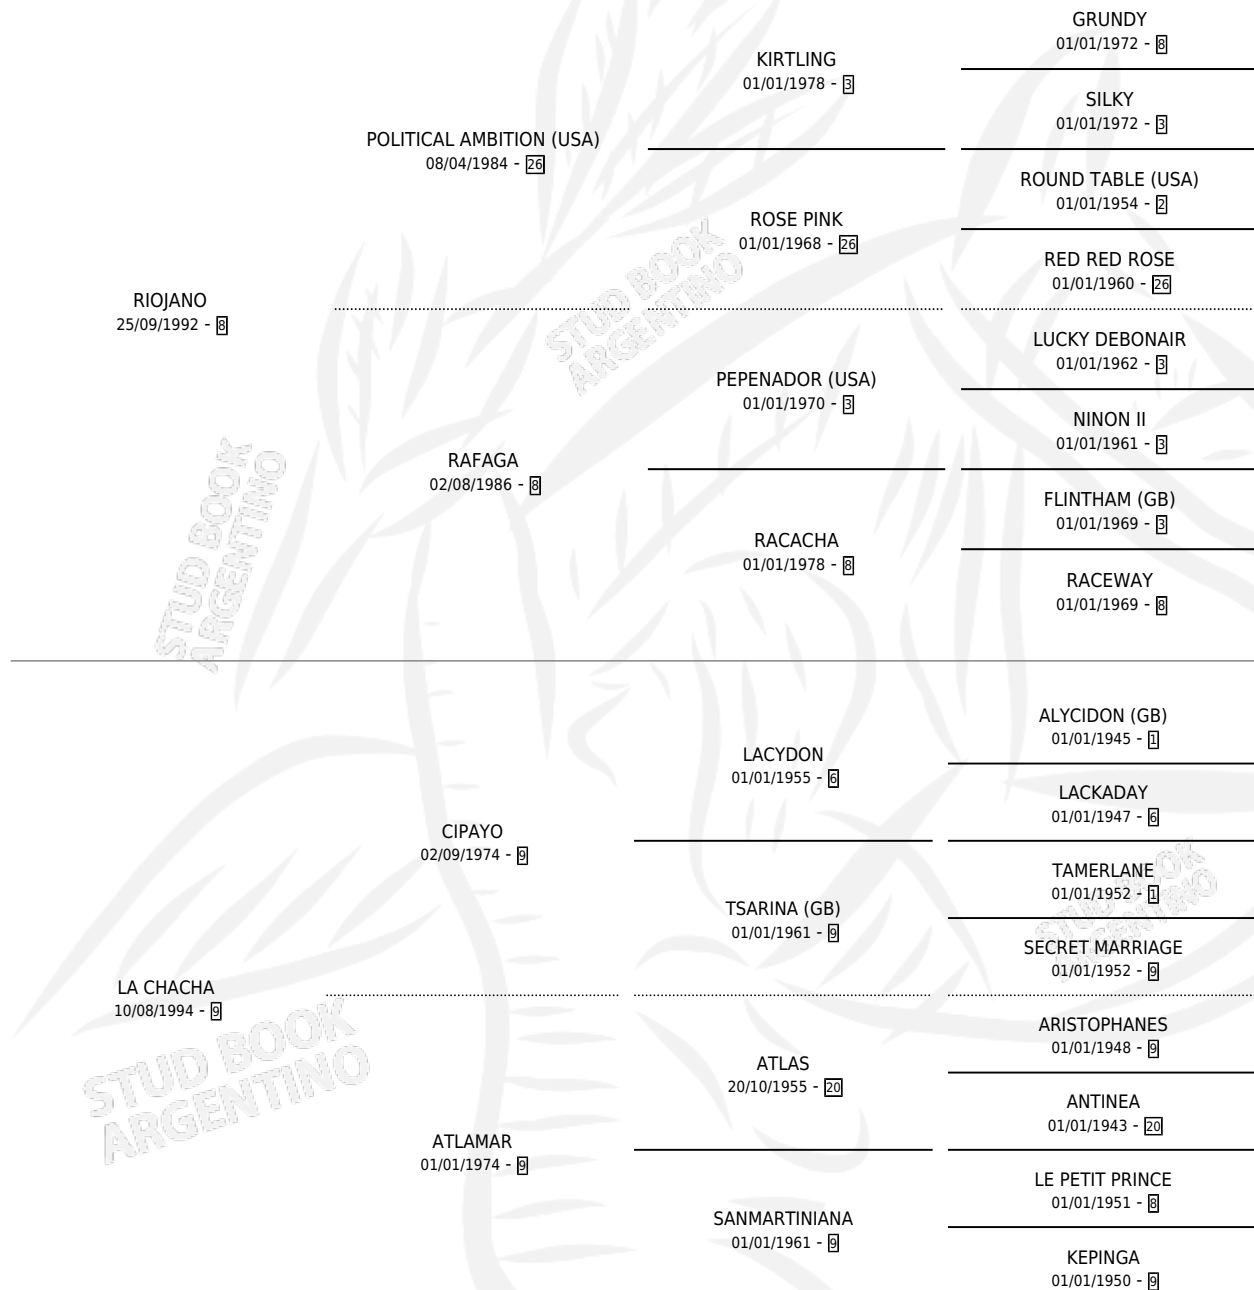 GRUNDY
01/01/1972 - 8
KIRTLING
01/01/1978 - 3
SILKY
01/01/1972 - 3
POLITICAL AMBITION (USA)
08/04/1984 - 26
ROUND TABLE (USA)
01/01/1954 - 2
ROSE PINK
01/01/1968 - 26
RED RED ROSE
01/01/1960 - 26
RIOJANO
25/09/1992 - 8
STUD BOOK
ARGENTINO
LUCKY DEBONAIR
01/01/1962 - 3
PEPENADOR (USA)
01/01/1970 - 3
NINON II
01/01/1961 - 3
RAFAGA
02/08/1986 - 8
FLINTHAM (GB)
01/01/1969 - 3
RACACHA
01/01/1978 - 8
RACEWAY
01/01/1969 - 8
STUD BOOK
ARGENTINO
ALYCIDON (GB)
01/01/1945 - 1
LACYDON
01/01/1955 - 6
LACKADAY
01/01/1947 - 6
CIPAYO
02/09/1974 - 9
TAMERLANE
01/01/1952 - 1
TSARINA (GB)
01/01/1961 - 9
SECRET MARRIAGE
01/01/1952 - 9
STUD BOOK
ARGENTINO
LA CHACHA
10/08/1994 - 9
STUD BOOK
ARGENTINO
ARISTOPHANES
01/01/1948 - 9
ATLAS
20/10/1955 - 20
ANTINEA
01/01/1943 - 20
ATLAMAR
01/01/1974 - 9
LE PETIT PRINCE
01/01/1951 - 8
SANMARTINIANA
01/01/1961 - 9
KEPINGA
01/01/1950 - 9